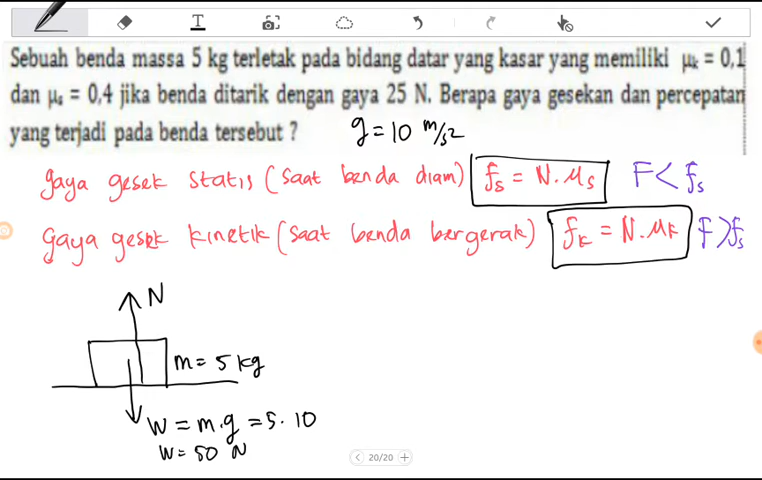 Sebuah benda massa 5 kg terletak pada bidang datar yang kasar yang memiliki μk = 0,1
dan μs = 0,4 jika benda ditarik dengan gaya 25 N. Berapa gaya gesekan dan percepatan
yang terjadi pada benda tersebut ?
g = 10 m/s2
gaya gesek statis (saat benda diam) fs = N.μs F < fs
gaya gesek kinetik (saat benda bergerak) fk = N.μk F > fs
N
m = 5 kg
W = m.g = 5.10
W = 50 N
20/20